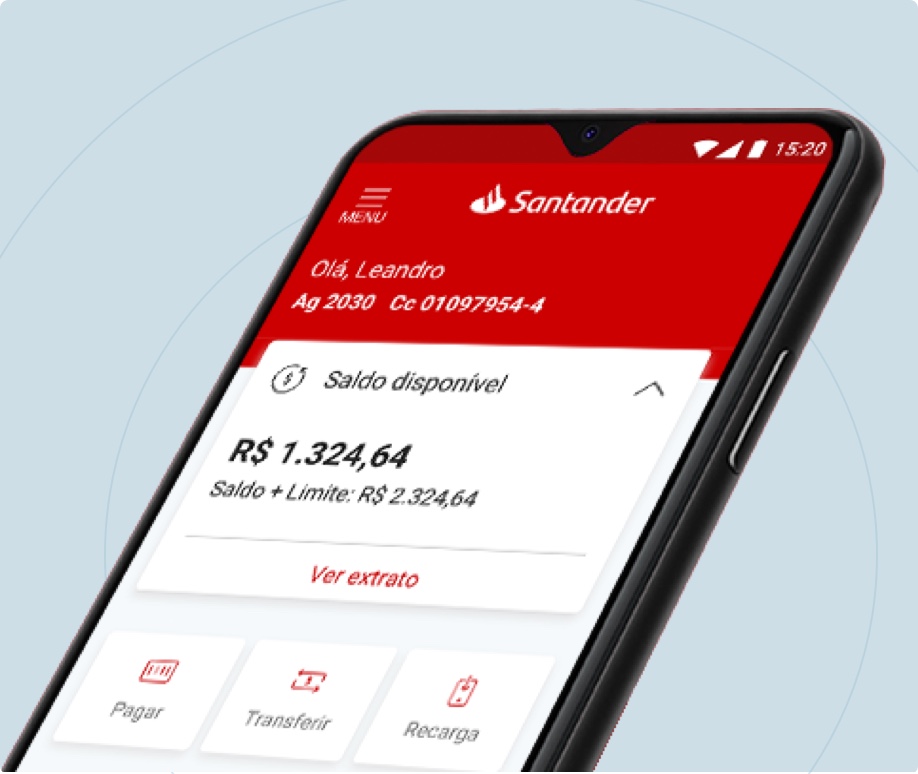 15:20
MENU
Santander
Olá, Leandro
Ag 2030 Cc 01097954-4
$
Saldo disponível
R$ 1.324,64
Saldo + Limite: R$ 2.324,64
Ver extrato
$
Pagar
Transferir
Recarga